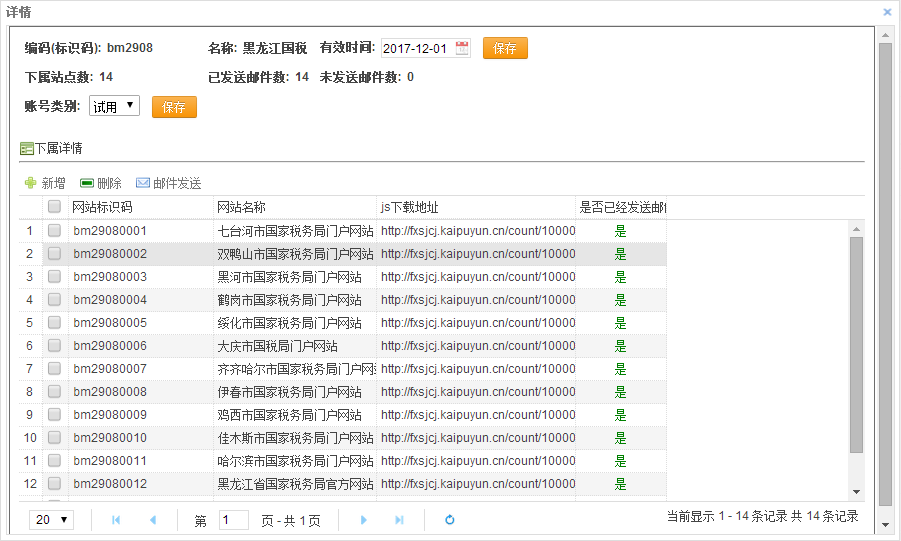 详情
编码(标识码): bm2908 名称: 黑龙江国税 有效时间: 2017-12-01 保存
下属站点数: 14 已发送邮件数: 14 未发送邮件数: 0
账号类别: 试用 保存
下属详情
新增 删除 邮件发送
网站标识码 网站名称 js下载地址 是否已经发送邮
1 bm29080001 七台河市国家税务局门户网站 http://fxsjcj.kaipuyun.cn/count/10000 是
2 bm29080002 双鸭山市国家税务局门户网站 http://fxsjcj.kaipuyun.cn/count/10000 是
3 bm29080003 黑河市国家税务局门户网站 http://fxsjcj.kaipuyun.cn/count/10000 是
4 bm29080004 鹤岗市国家税务局门户网站 http://fxsjcj.kaipuyun.cn/count/10000 是
5 bm29080005 绥化市国家税务局门户网站 http://fxsjcj.kaipuyun.cn/count/10000 是
6 bm29080006 大庆市国税局门户网站 http://fxsjcj.kaipuyun.cn/count/10000 是
7 bm29080007 齐齐哈尔市国家税务局门户网 http://fxsjcj.kaipuyun.cn/count/10000 是
8 bm29080008 伊春市国家税务局门户网站 http://fxsjcj.kaipuyun.cn/count/10000 是
9 bm29080009 鸡西市国家税务局门户网站 http://fxsjcj.kaipuyun.cn/count/10000 是
10 bm29080010 佳木斯市国家税务局门户网站 http://fxsjcj.kaipuyun.cn/count/10000 是
11 bm29080011 哈尔滨市国家税务局门户网站 http://fxsjcj.kaipuyun.cn/count/10000 是
12 bm29080012 黑龙江省国家税务局官方网站 http://fxsjcj.kaipuyun.cn/count/10000 是
20 第 1 页 - 共 1 页 当前显示 1 - 14 条记录 共 14 条记录